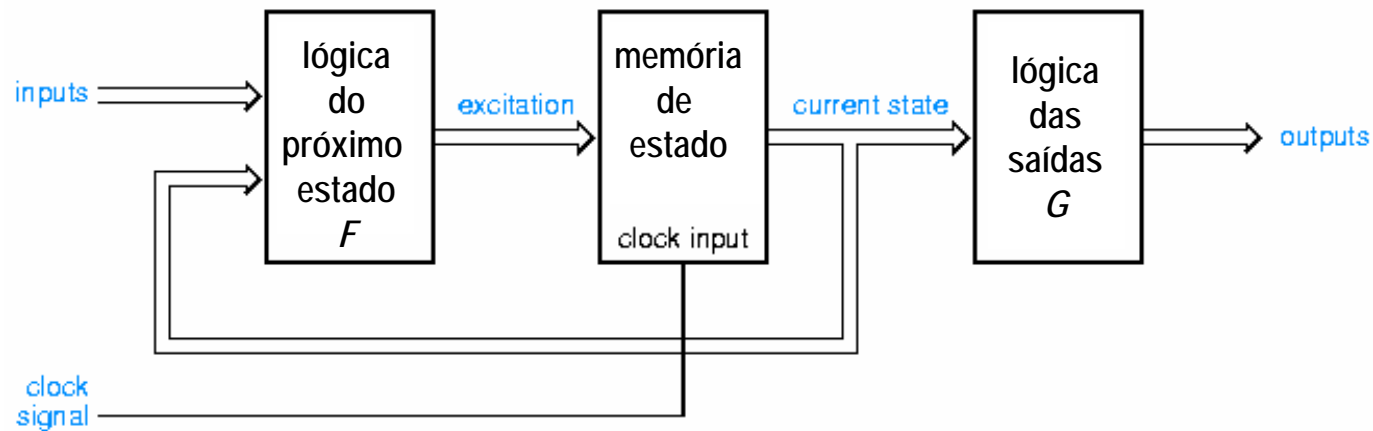 inputs
lógica
do
próximo
estado
F
excitation
memória
de
estado
clock input
current state
lógica
das
saídas
G
outputs
clock
signal